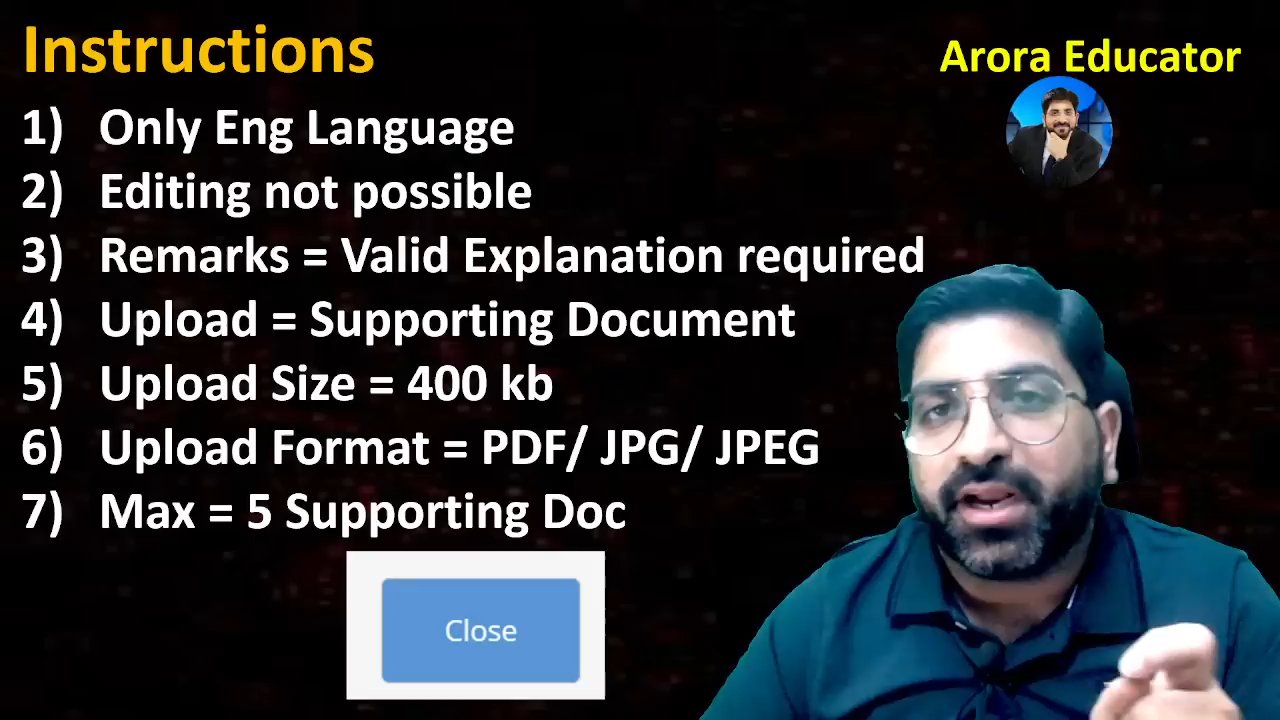 Instructions
Arora Educator
1) Only Eng Language
2) Editing not possible
3) Remarks = Valid Explanation required
4) Upload = Supporting Document
5) Upload Size = 400 kb
6) Upload Format = PDF/ JPG/ JPEG
7) Max = 5 Supporting Doc
Close